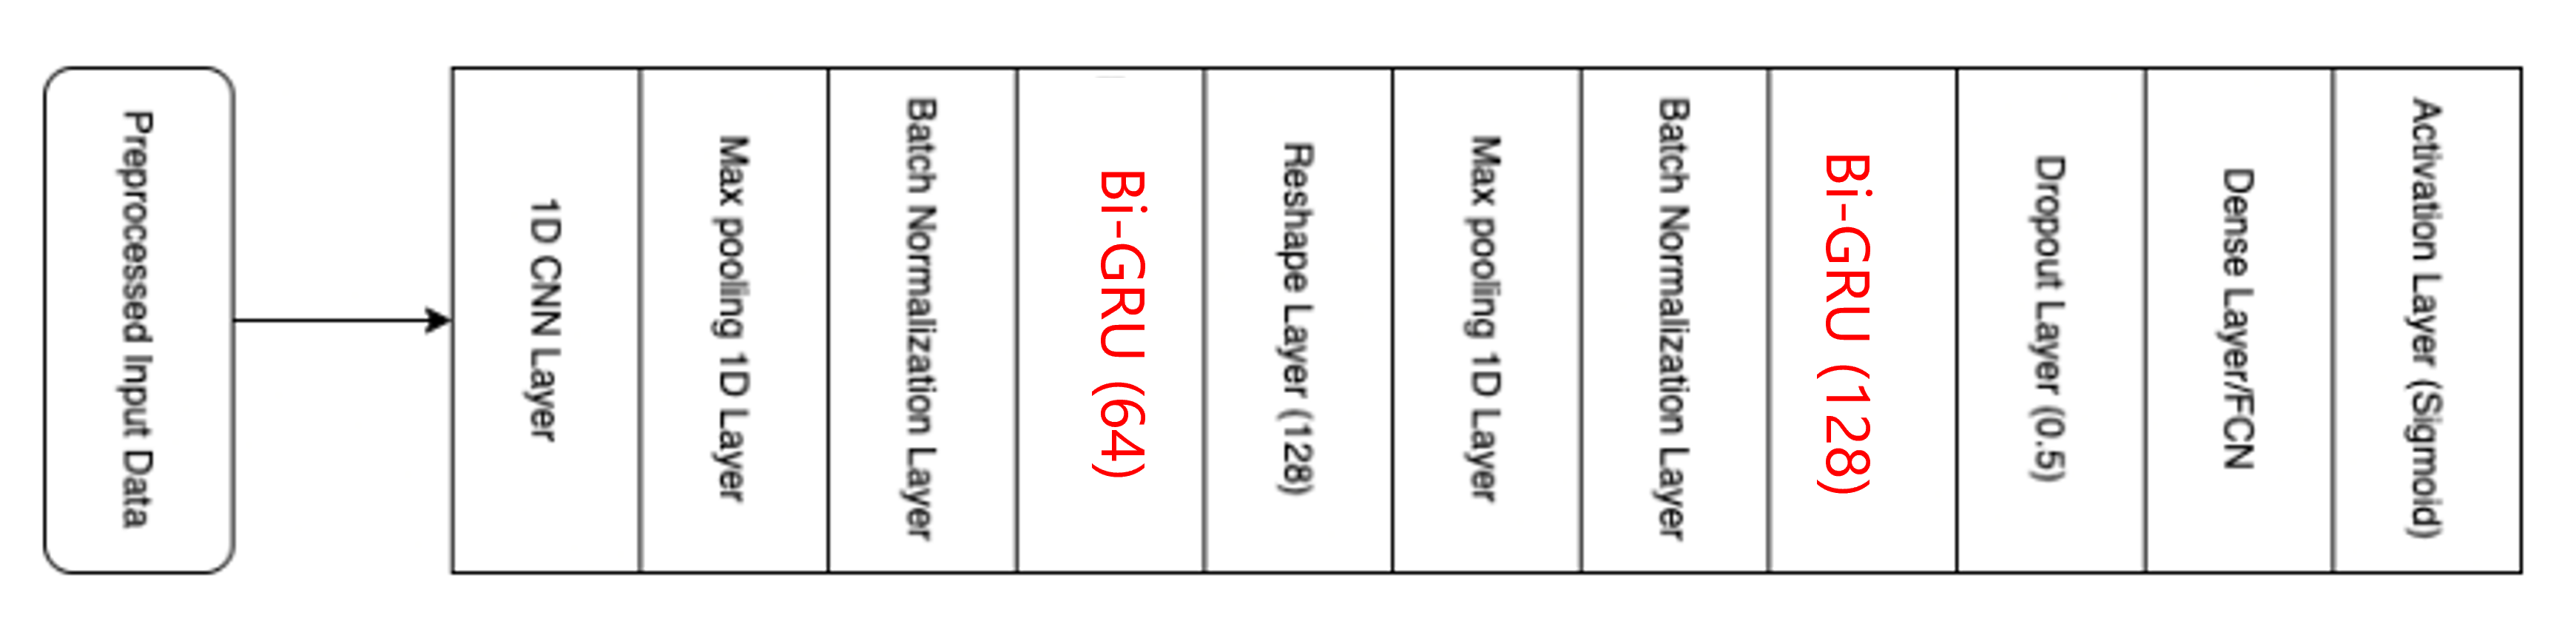 Preprocessed Input Data
1D CNN Layer
Max pooling 1D Layer
Batch Normalization Layer
Bi-GRU (64)
Reshape Layer (128)
Max pooling 1D Layer
Batch Normalization Layer
Bi-GRU (128)
Dropout Layer (0.5)
Dense Layer/FCN
Activation Layer (Sigmoid)